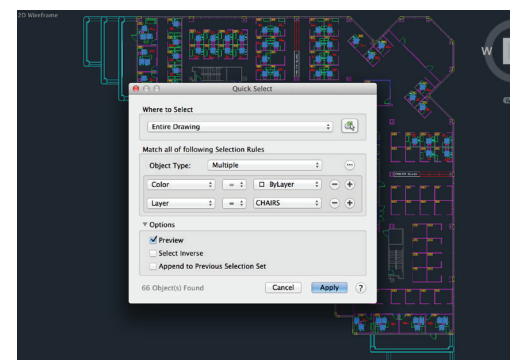 2D Wireframe
W
Quick Select
Where to Select
Entire Drawing
Match all of following Selection Rules
Object Type: Multiple
Color = ByLayer
Layer = CHAIRS
Options
Preview
Select Inverse
Append to Previous Selection Set
66 Object(s) Found Cancel Apply ?